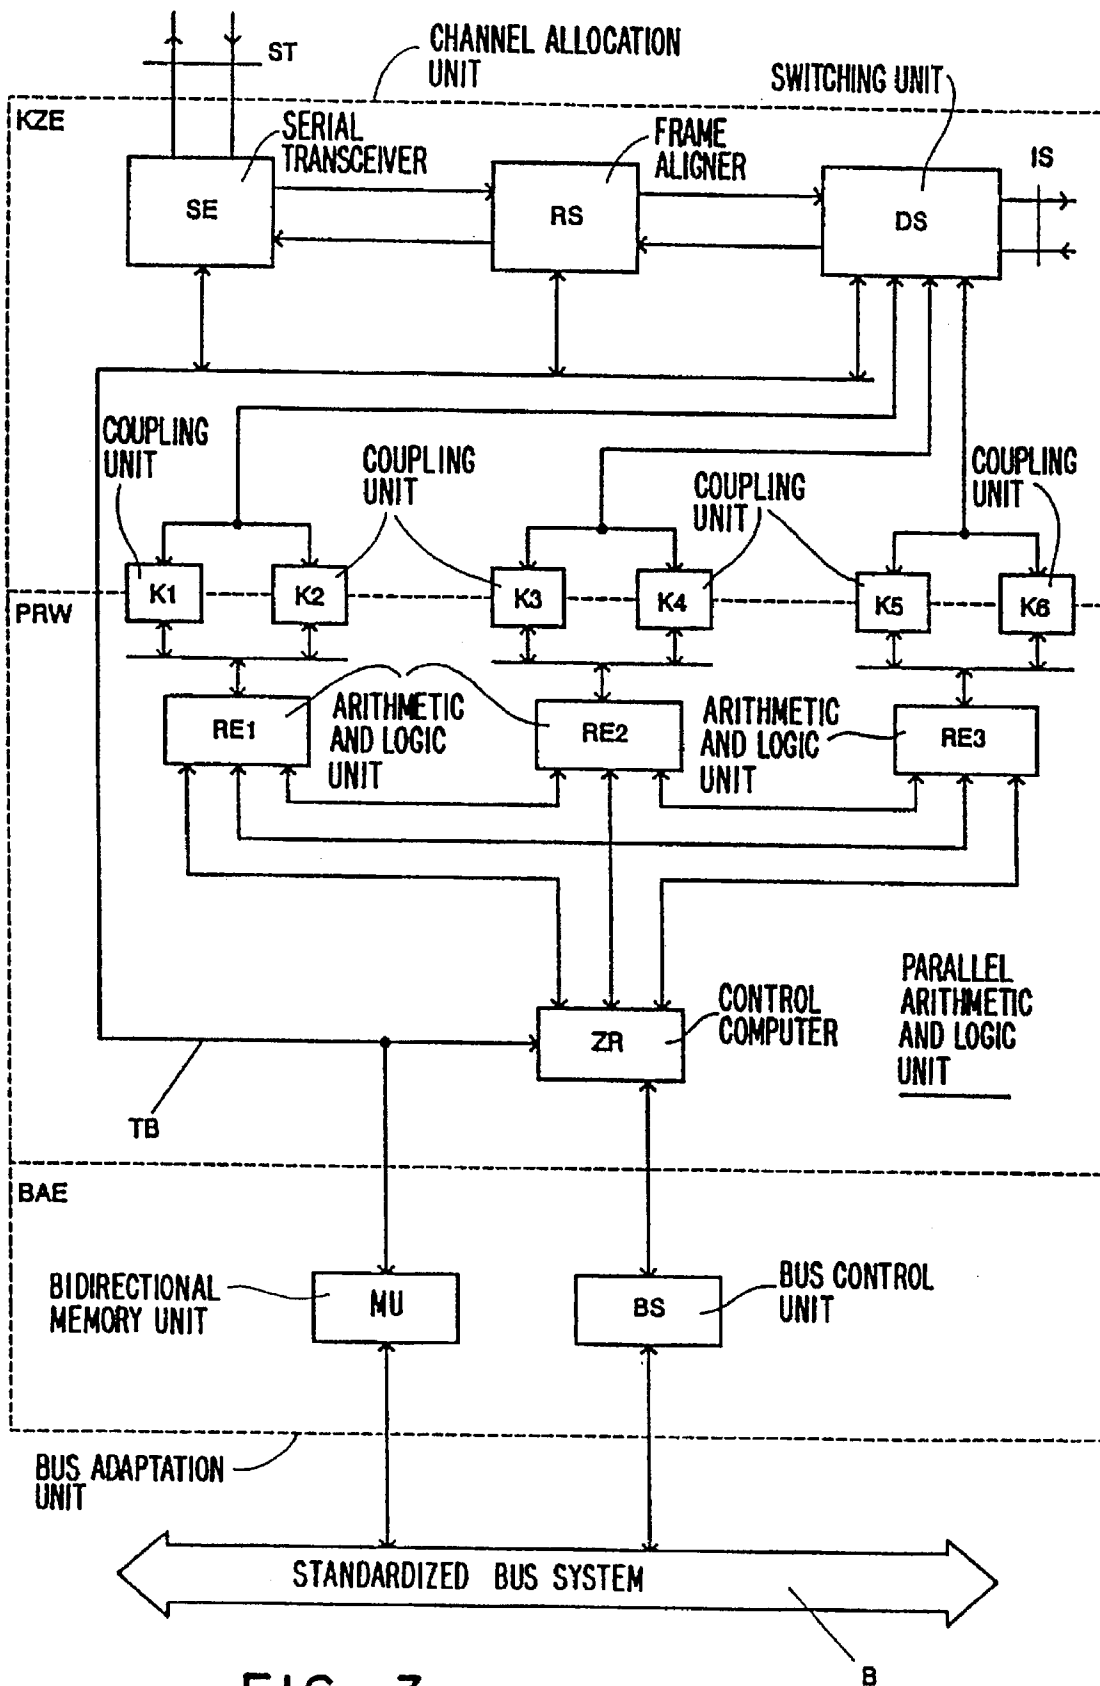 ST
CHANNEL ALLOCATION
UNIT
SWITCHING UNIT
KZE
SERIAL
TRANSCEIVER
FRAME
ALIGNER
IS
SE
RS
DS
COUPLING
UNIT
COUPLING
UNIT
COUPLING
UNIT
COUPLING
UNIT
K1
K2
K3
K4
K5
K6
PRW
RE1
ARITHMETIC
AND LOGIC
UNIT
RE2
ARITHMETIC
AND LOGIC
UNIT
RE3
PARALLEL
ARITHMETIC
AND LOGIC
UNIT
CONTROL
COMPUTER
ZR
TB
BAE
BIDIRECTIONAL
MEMORY UNIT
MU
BS
BUS CONTROL
UNIT
BUS ADAPTATION
UNIT
STANDARDIZED BUS SYSTEM
B